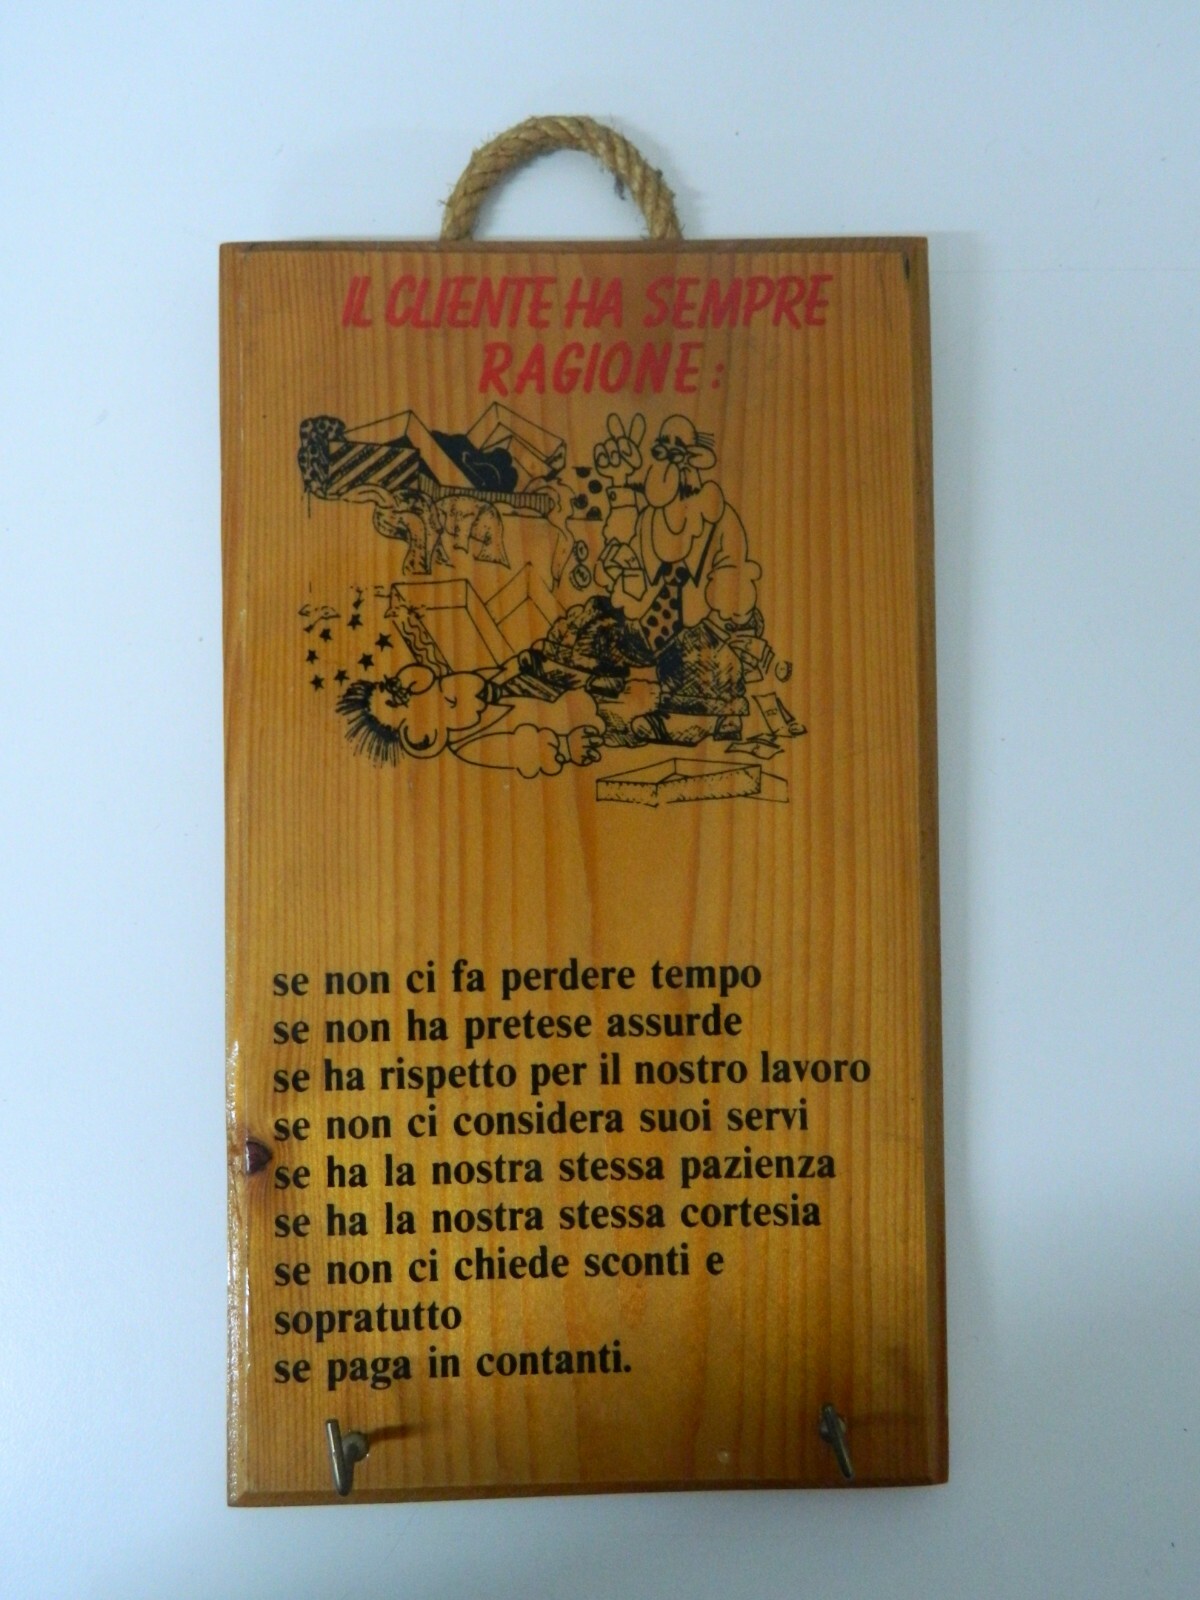 IL CLIENTE HA SEMPRE
RAGIONE:
se non ci fa perdere tempo
se non ha pretese assurde
se ha rispetto per il nostro lavoro
se non ci considera suoi servi
se ha la nostra stessa pazienza
se ha la nostra stessa cortesia
se non ci chiede sconti e
sopratutto
se paga in contanti.